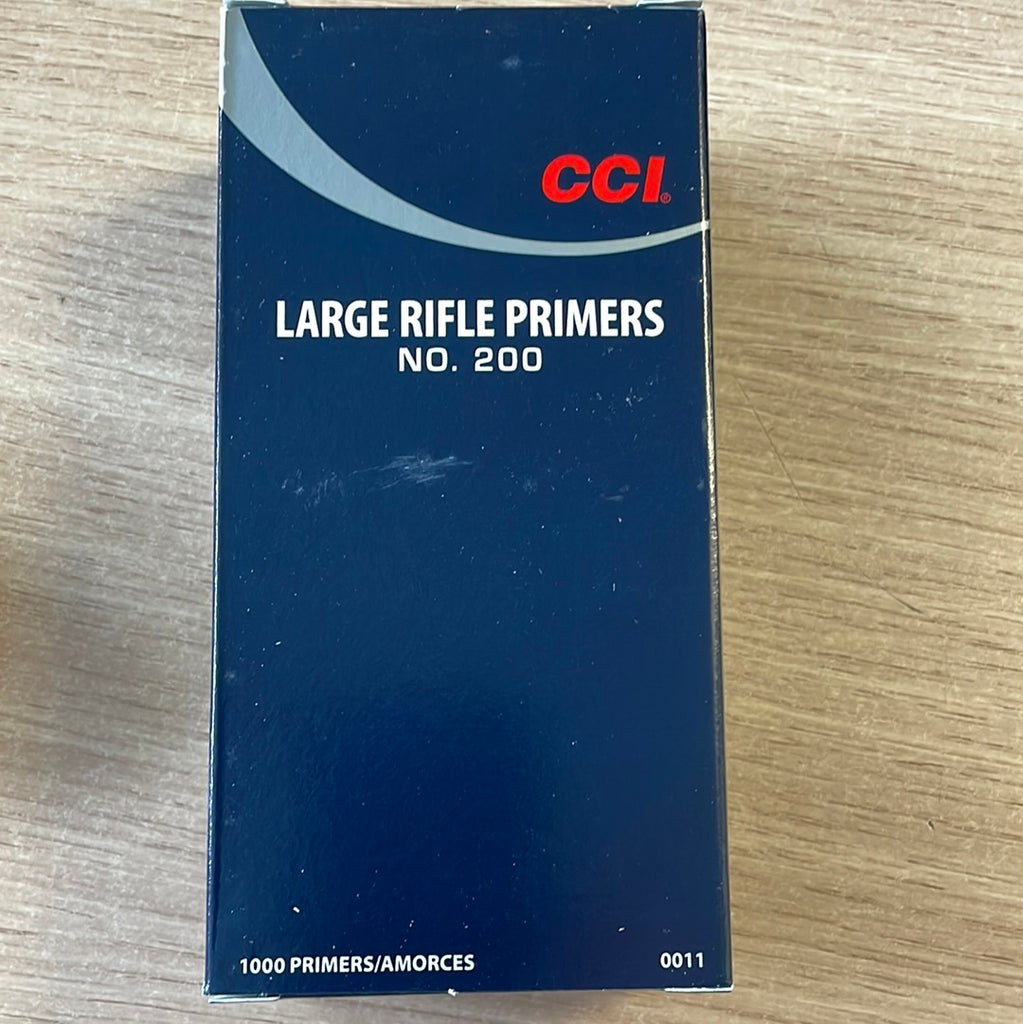 CCI®
LARGE RIFLE PRIMERS
NO. 200
1000 PRIMERS/AMORCES 0011